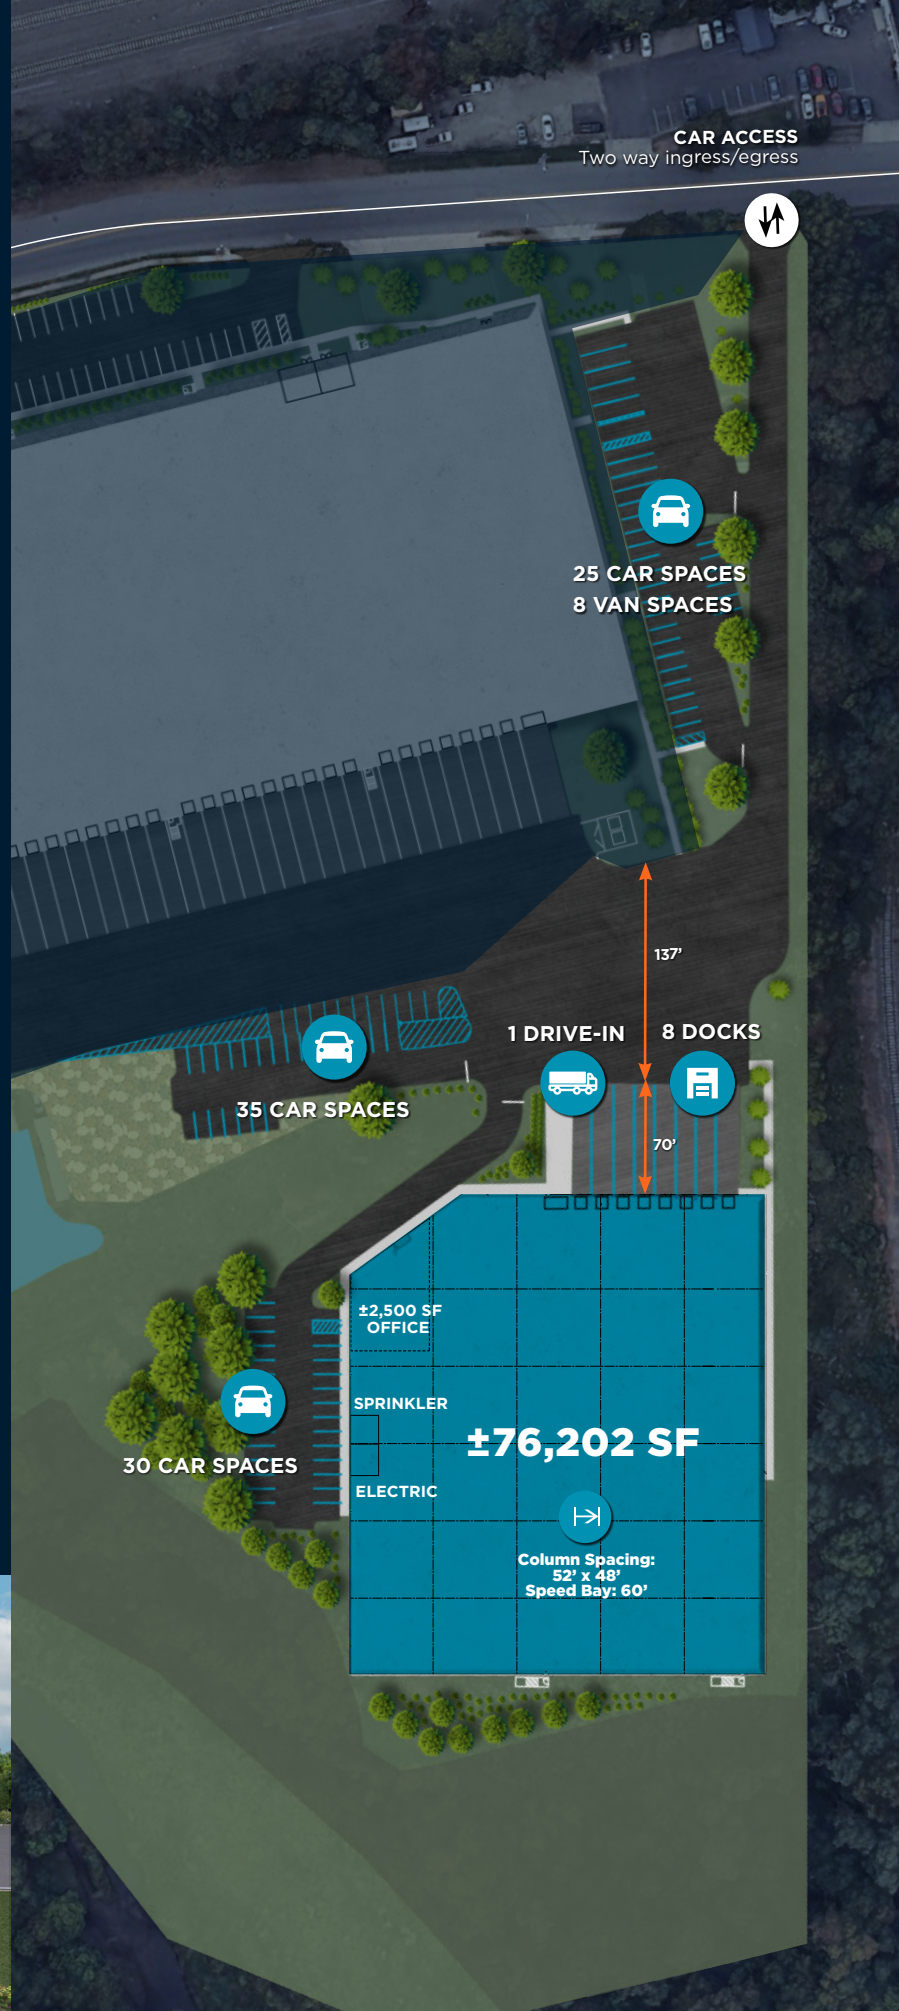 CAR ACCESS
Two way ingress/egress
25 CAR SPACES
8 VAN SPACES
137’
1 DRIVE-IN
8 DOCKS
35 CAR SPACES
70’
±2,500 SF
OFFICE
SPRINKLER
±76,202 SF
30 CAR SPACES
ELECTRIC
Column Spacing:
52’ x 48’
Speed Bay: 60’